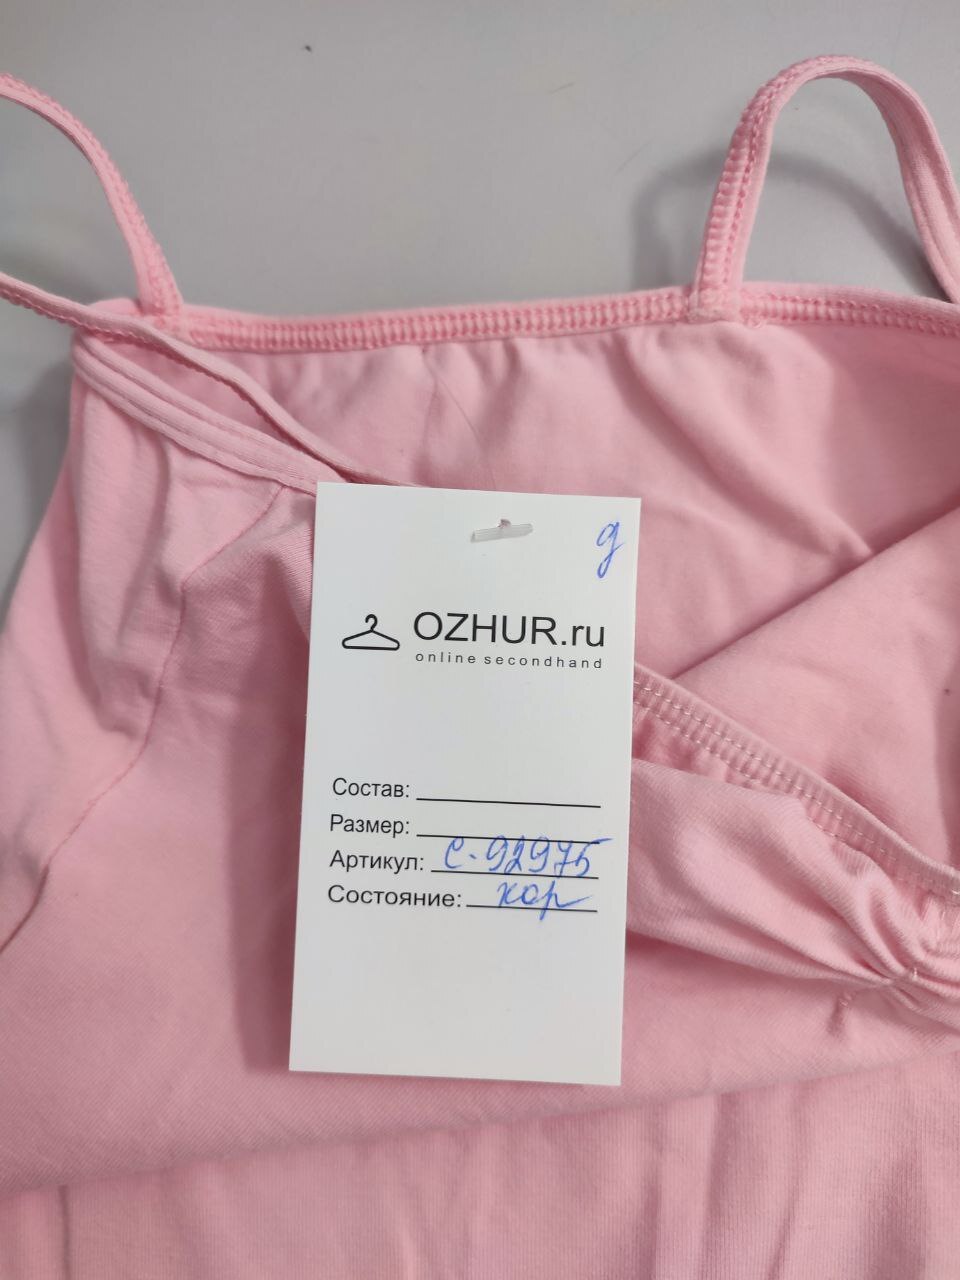 g
OZHUR.ru
online secondhand
Состав:
Размер:
Артикул: С-92975
Состояние: хор